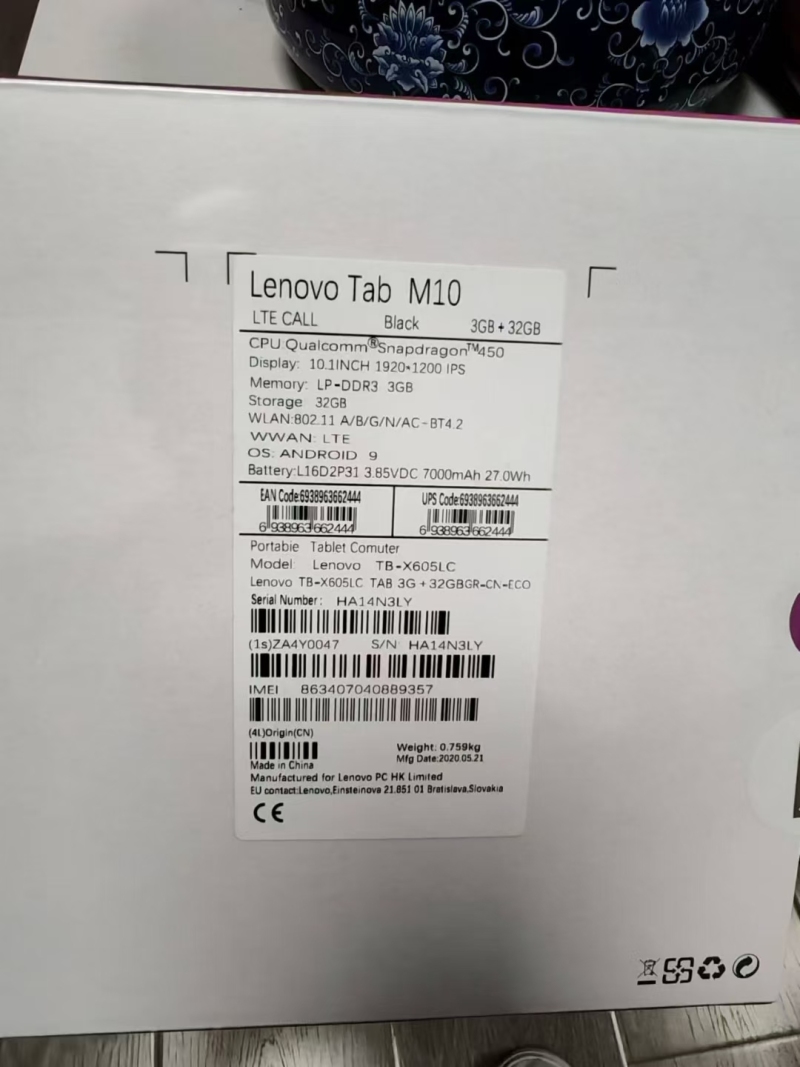 Lenovo Tab M10
LTE CALL Black 3GB + 32GB
CPU:Qualcomm®Snapdragon™450
Display: 10.1INCH 1920*1200 IPS
Memory: LP-DDR3 3GB
Storage 32GB
WLAN:802.11 A/B/G/N/AC-BT4.2
WWAN: LTE
OS: ANDROID 9
Battery:L16D2P31 3.85VDC 7000mAh 27.0Wh
EAN Code:6938963662444 UPS Code:6938963662444
6 938963 662444 6 938963 662444
Portabie Tablet Comuter
Model: Lenovo TB-X605LC
Lenovo TB-X605LC TAB 3G + 32GBGR-CN-ECO
Serial Number: HA14N3LY
(1s)ZA4Y0047 S/N: HA14N3LY
IMEI 863407040889357
(4L)Origin(CN)
Made in China
Weight: 0.759kg
Mfg Date:2020.05.21
Manufactured for Lenovo PC HK Limited
EU contact:Lenovo,Einsteinova 21.851 01 Bratislava.Slovakia
CE